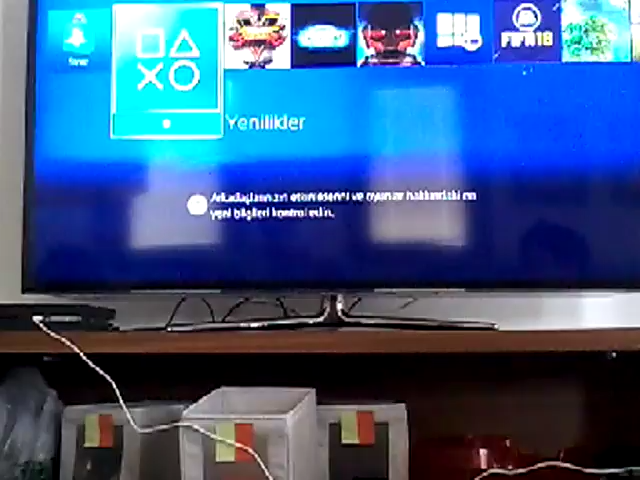 FIFA 18
Yenilikler
Arkadaşlarınızın etkinliklerini ve oyunlar hakkındaki en
yeni bilgileri kontrol edin.